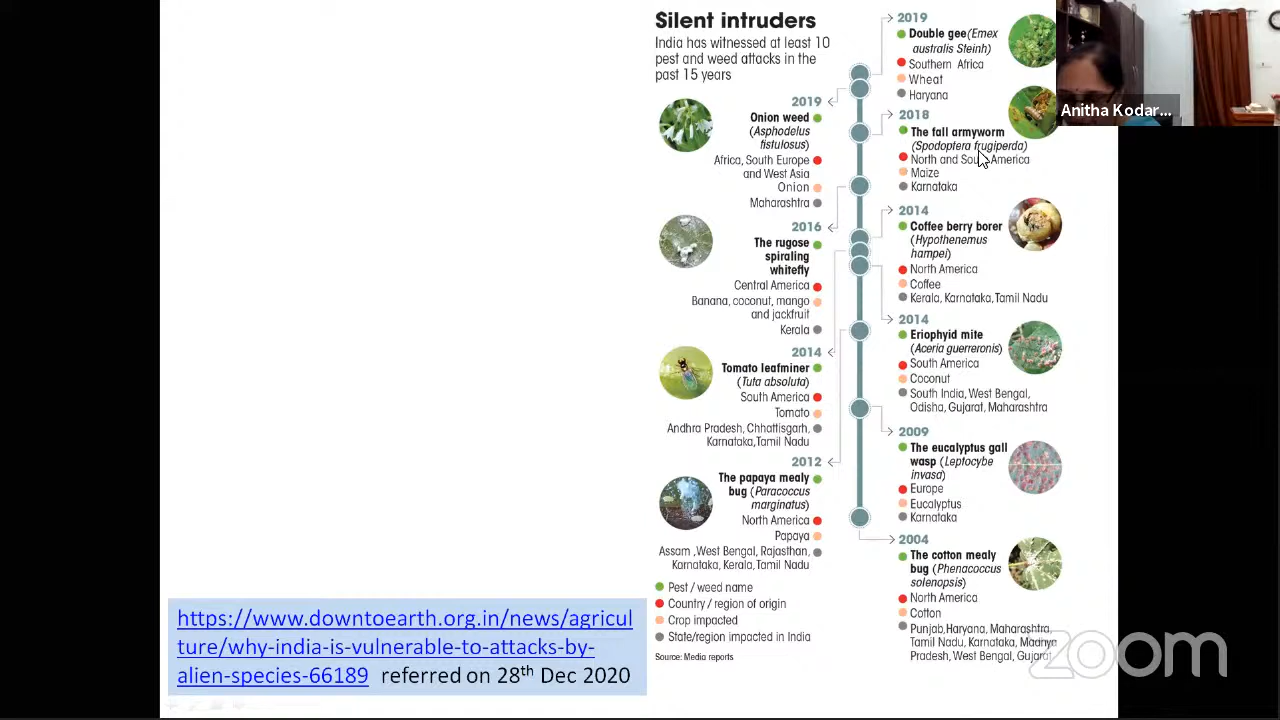 Silent intruders
India has witnessed at least 10
pest and weed attacks in the
past 15 years
2019
Double gee(Emex
australis Steinh)
Southern Africa
Wheat
Haryana
2019
Onion weed
(Asphodelus
fistulosus)
Africa, South Europe
and West Asia
Onion
Maharashtra
2018
The fall armyworm
(Spodoptera frugiperda)
North and South America
Maize
Karnataka
2016
The rugose
spiraling
whitefly
Central America
Banana, coconut, mango
and jackfruit
Kerala
2014
Coffee berry borer
(Hypothenemus
hampei)
North America
Coffee
Kerala, Karnataka, Tamil Nadu
2014
Tomato leafminer
(Tuta absoluta)
South America
Tomato
Andhra Pradesh, Chhattisgarh,
Karnataka, Tamil Nadu
2014
Eriophyid mite
(Aceria guerreronis)
South America
Coconut
South India, West Bengal,
Odisha, Gujarat, Maharashtra
2012
The papaya mealy
bug (Paracoccus
marginatus)
North America
Papaya
Assam ,West Bengal, Rajasthan,
Karnataka, Kerala, Tamil Nadu
2009
The eucalyptus gall
wasp (Leptocybe
invasa)
Europe
Eucalyptus
Karnataka
2004
The cotton mealy
bug (Phenacoccus
solenopsis)
North America
Cotton
Punjab, Haryana, Maharashtra,
Tamil Nadu, Karnataka, Madhya
Pradesh, West Bengal, Gujarat
Pest / weed name
Country / region of origin
Crop impacted
State/region impacted in India
Source: Media reports
https://www.downtoearth.org.in/news/agricul
ture/why-india-is-vulnerable-to-attacks-by-
alien-species-66189 referred on 28th Dec 2020
Anitha Kodar...
zoom